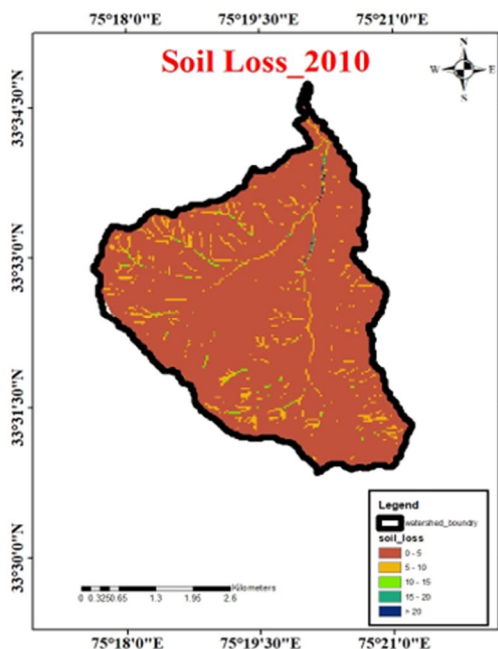 75°18'0"E 75°19'30"E 75°21'0"E
Soil Loss_2010
N
W E
S
33°34'30"N
33°33'0"N
33°31'30"N
33°30'0"N
Legend
watershed_boundry
soil_loss
0 - 5
5 - 10
10 - 15
15 - 20
> 20
Kilometers
0 0.325 0.65 1.3 1.95 2.6
75°18'0"E 75°19'30"E 75°21'0"E